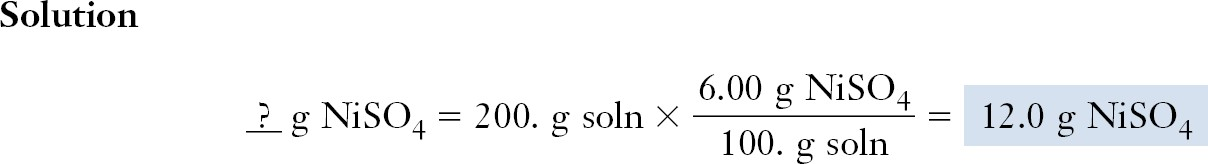 Solution
? g NiSO₄ = 200. g soln × 6.00 g NiSO₄ / 100. g soln = 12.0 g NiSO₄